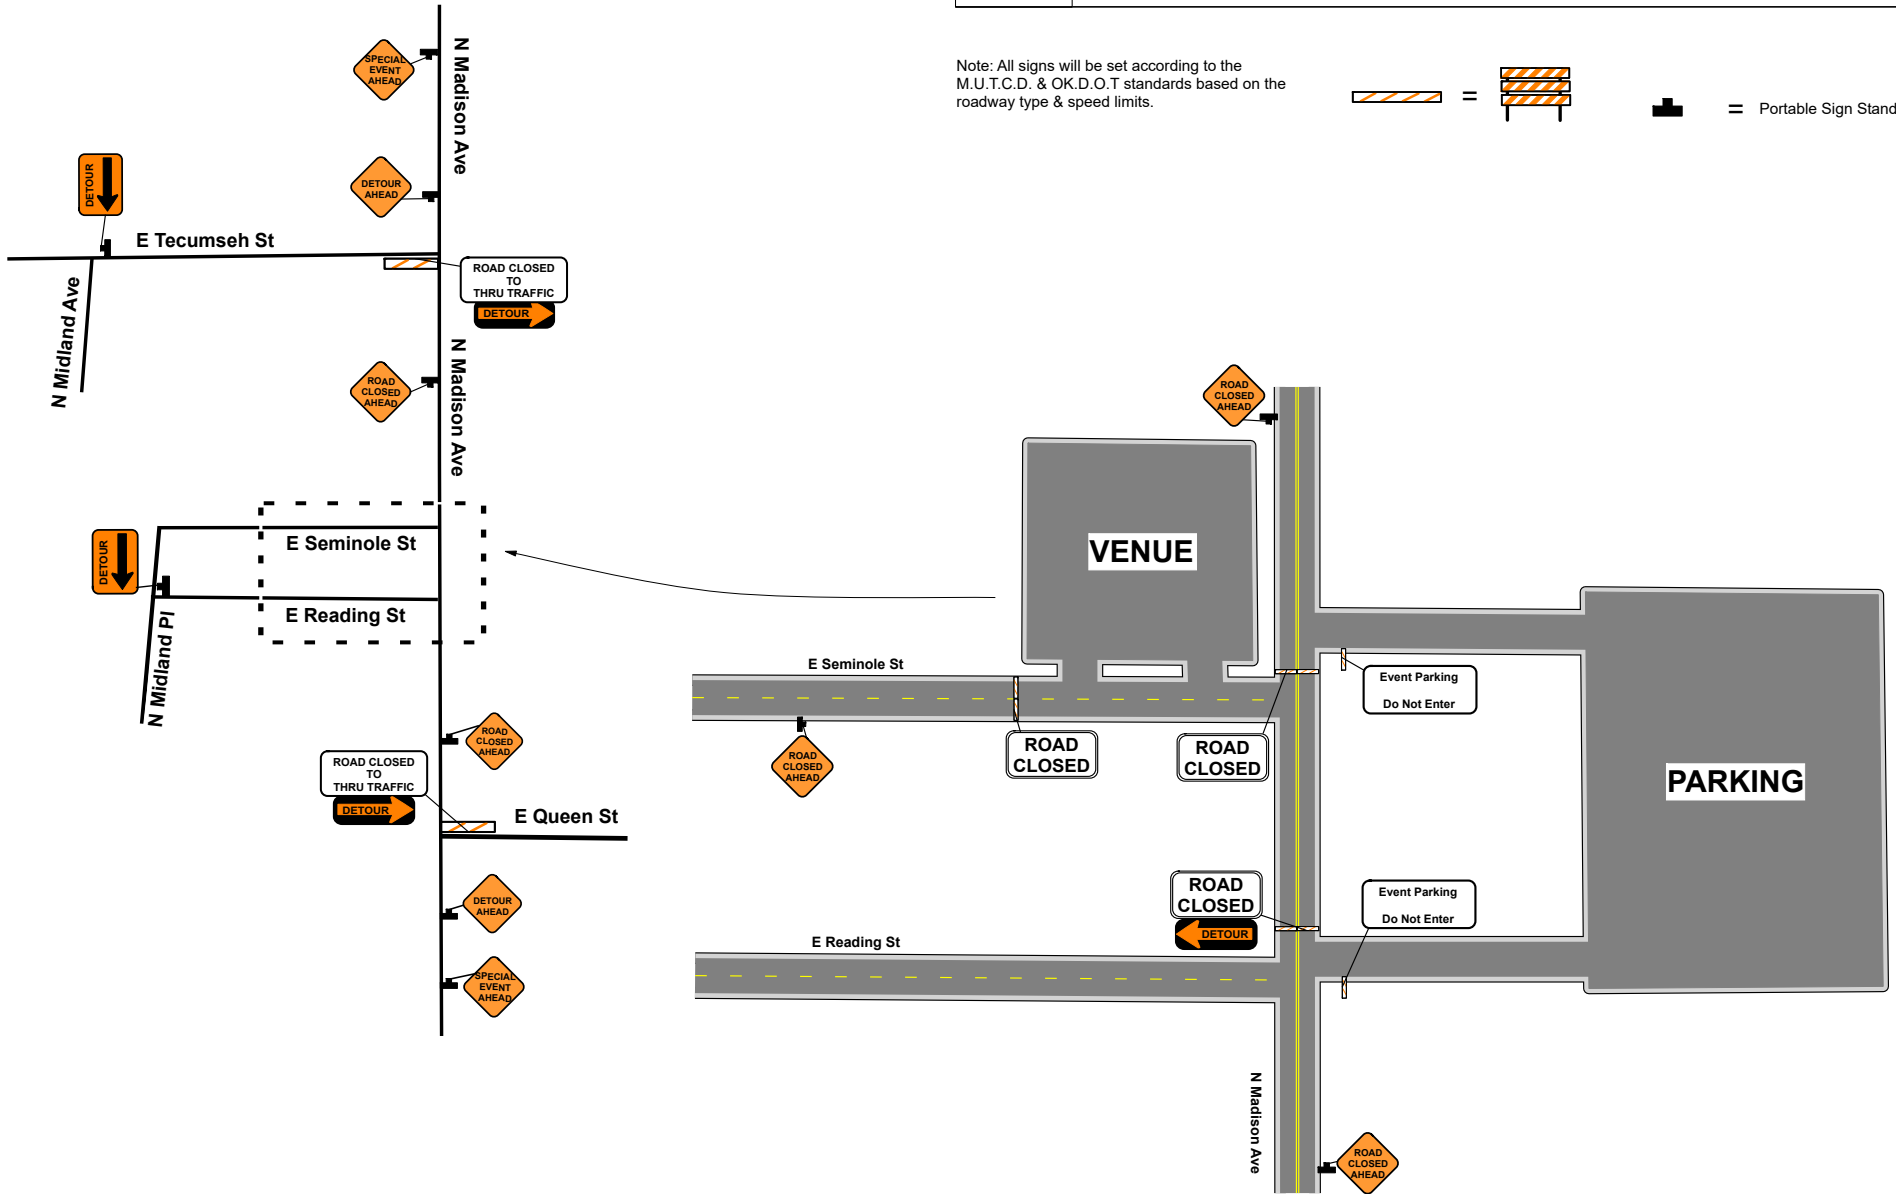 Note: All signs will be set according to the
M.U.T.C.D. & OK.D.O.T standards based on the
roadway type & speed limits.
=
= Portable Sign Stand
SPECIAL
EVENT
AHEAD
N Madison Ave
DETOUR
DETOUR
AHEAD
E Tecumseh St
ROAD CLOSED
TO
THRU TRAFFIC
DETOUR
N Midland Ave
N Madison Ave
ROAD
CLOSED
AHEAD
E Seminole St
DETOUR
E Reading St
N Midland Pl
ROAD
CLOSED
AHEAD
ROAD CLOSED
TO
THRU TRAFFIC
DETOUR
E Queen St
DETOUR
AHEAD
SPECIAL
EVENT
AHEAD
ROAD
CLOSED
AHEAD
VENUE
E Seminole St
Event Parking
Do Not Enter
ROAD
CLOSED
ROAD
CLOSED
ROAD
CLOSED
AHEAD
PARKING
ROAD
CLOSED
DETOUR
Event Parking
Do Not Enter
E Reading St
N Madison Ave
ROAD
CLOSED
AHEAD